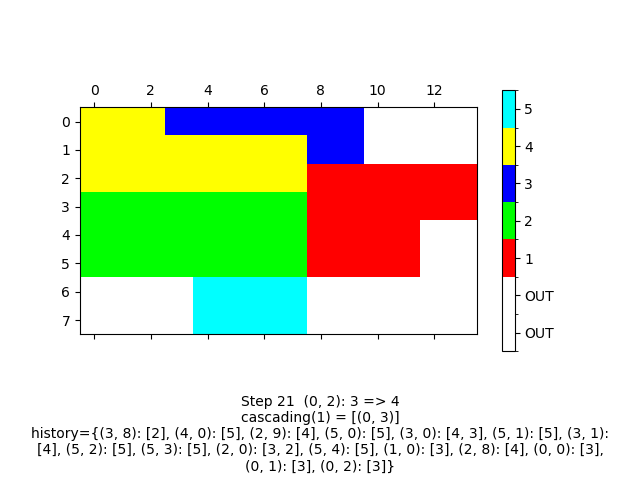 0 2 4 6 8 10 12
0
1
2
3
4
5
6
7
5
4
3
2
1
OUT
OUT
Step 21  (0, 2): 3 => 4
cascading(1) = [(0, 3)]
history={(3, 8): [2], (4, 0): [5], (2, 9): [4], (5, 0): [5], (3, 0): [4, 3], (5, 1): [5], (3, 1):
[4], (5, 2): [5], (5, 3): [5], (2, 0): [3, 2], (5, 4): [5], (1, 0): [3], (2, 8): [4], (0, 0): [3],
(0, 1): [3], (0, 2): [3]}